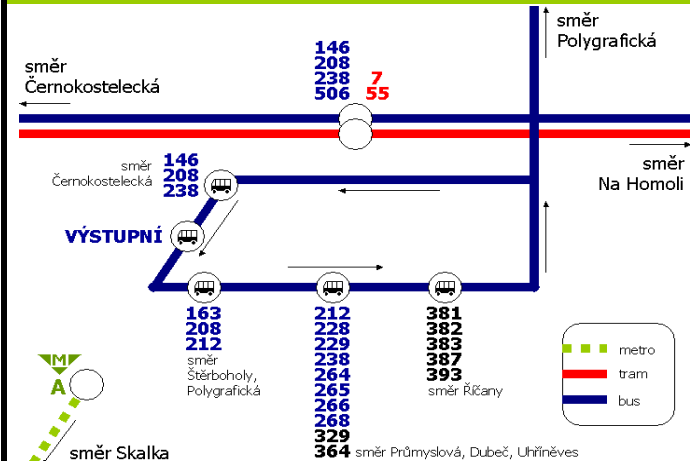 směr
Polygrafická
146
208
238 7
506 55
směr
Černokostelecká
směr
Na Homoli
směr
Černokostelecká
146
208
238
VÝSTUPNÍ
163
208
212
směr
Štěrboholy,
Polygrafická
212
228
229
238
264
265
266
268
329
364 směr Průmyslová, Dubeč, Uhříněves
381
382
383
387
393
směr Říčany
metro
tram
bus
M
A
směr Skalka